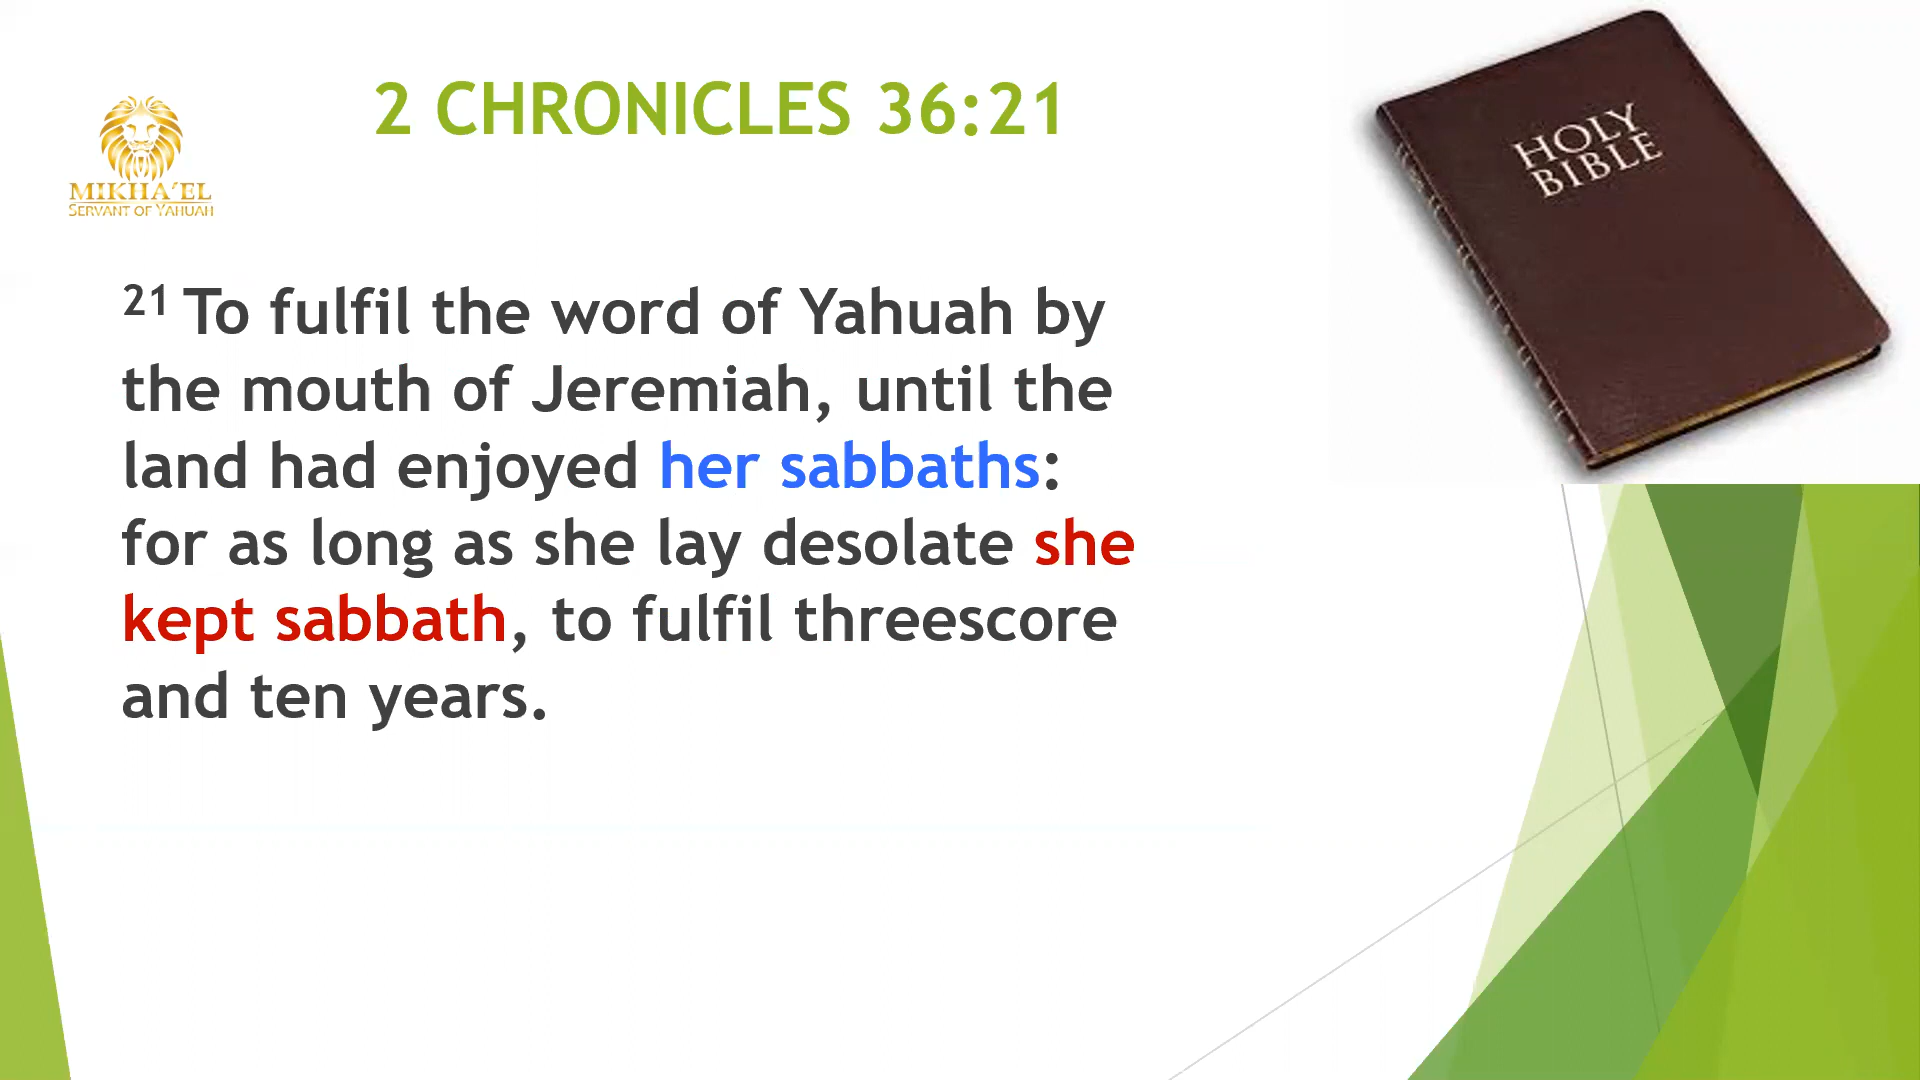 2 CHRONICLES 36:21
MIKHA'EL
SERVANT OF YAHUAH
HOLY
BIBLE
21 To fulfil the word of Yahuah by
the mouth of Jeremiah, until the
land had enjoyed her sabbaths:
for as long as she lay desolate she
kept sabbath, to fulfil threescore
and ten years.